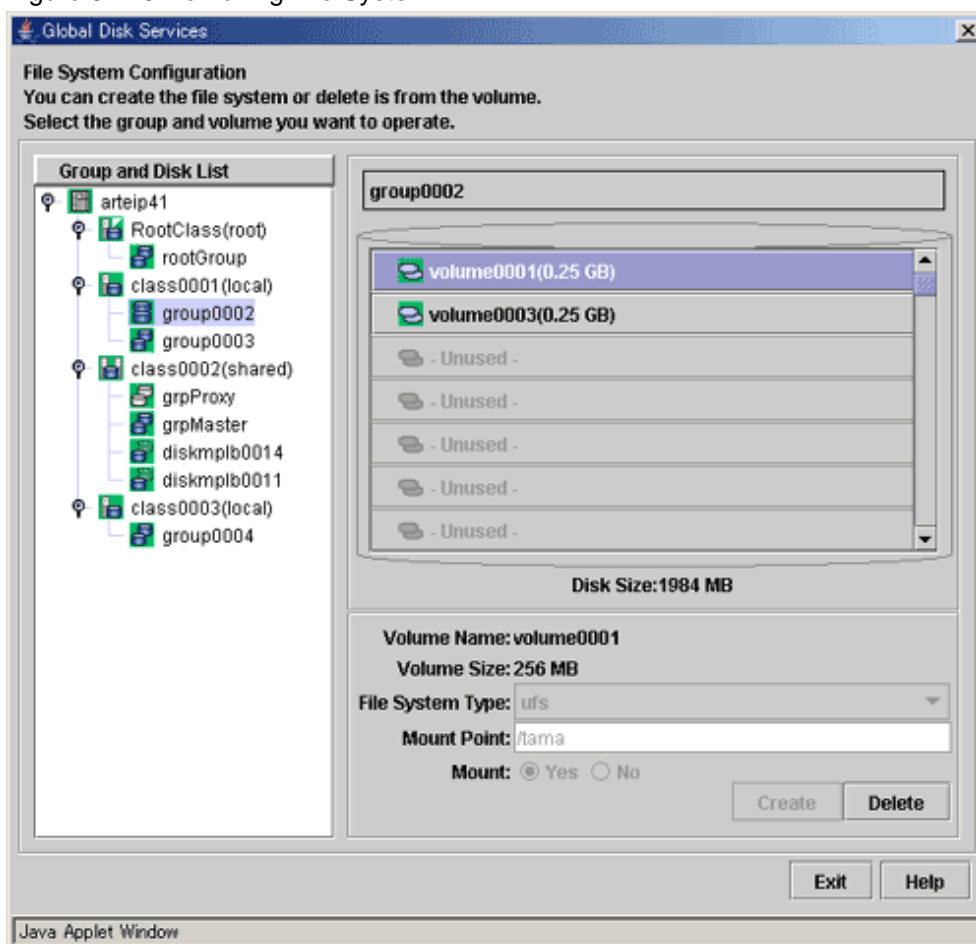 Global Disk Services
File System Configuration
You can create the file system or delete is from the volume.
Select the group and volume you want to operate.
Group and Disk List
arteip41
RootClass(root)
rootGroup
class0001(local)
group0002
group0003
class0002(shared)
grpProxy
grpMaster
diskmplb0014
diskmplb0011
class0003(local)
group0004
group0002
volume0001(0.25 GB)
volume0003(0.25 GB)
- Unused -
- Unused -
- Unused -
- Unused -
- Unused -
Disk Size:1984 MB
Volume Name: volume0001
Volume Size: 256 MB
File System Type: ufs
Mount Point: /tama
Mount: Yes No
Create Delete
Exit Help
Java Applet Window